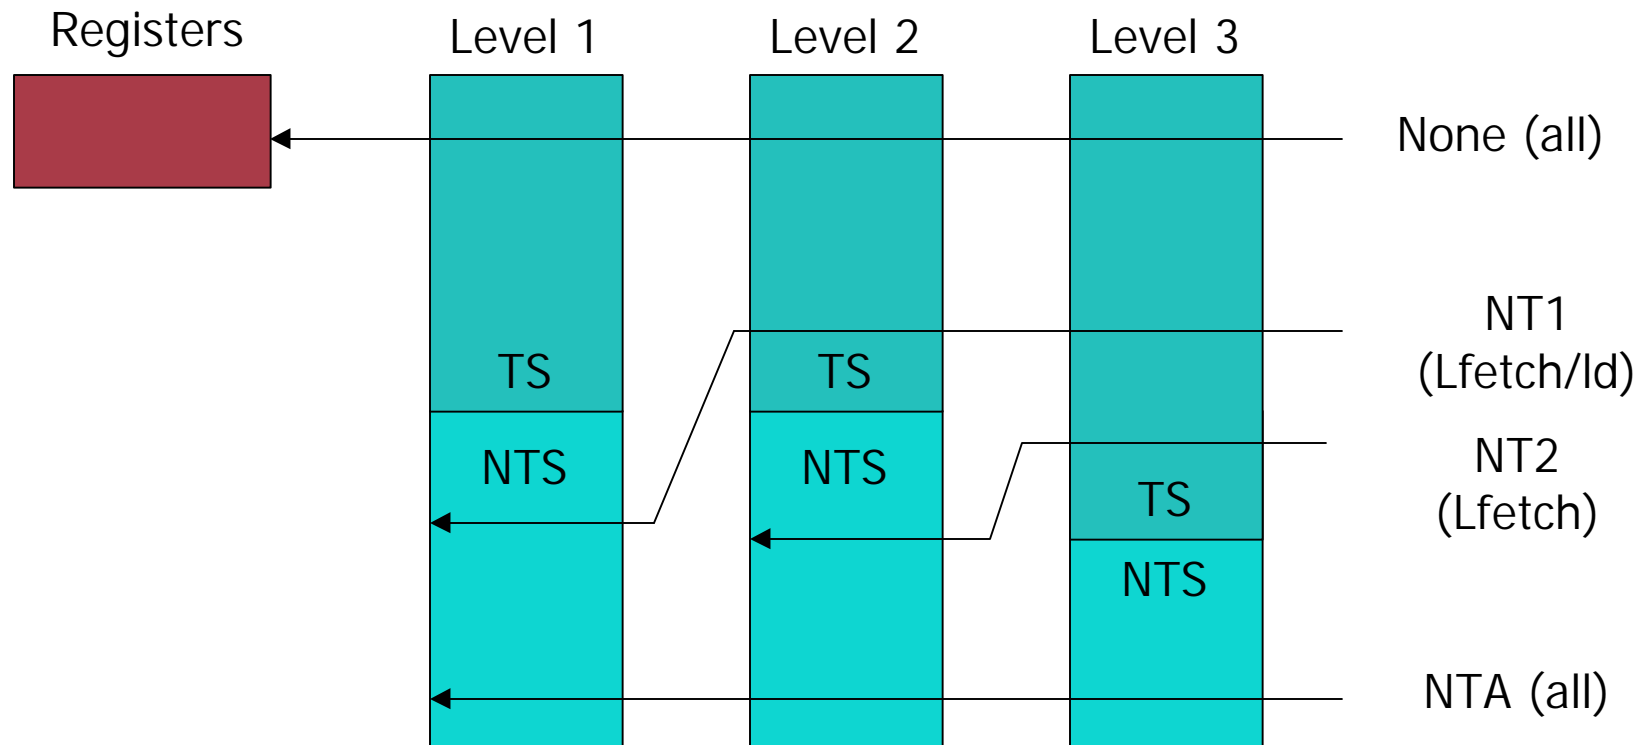 Registers
Level 1
Level 2
Level 3
None (all)
NT1
(Lfetch/ld)
TS
TS
NTS
NTS
NT2
(Lfetch)
TS
NTS
NTA (all)